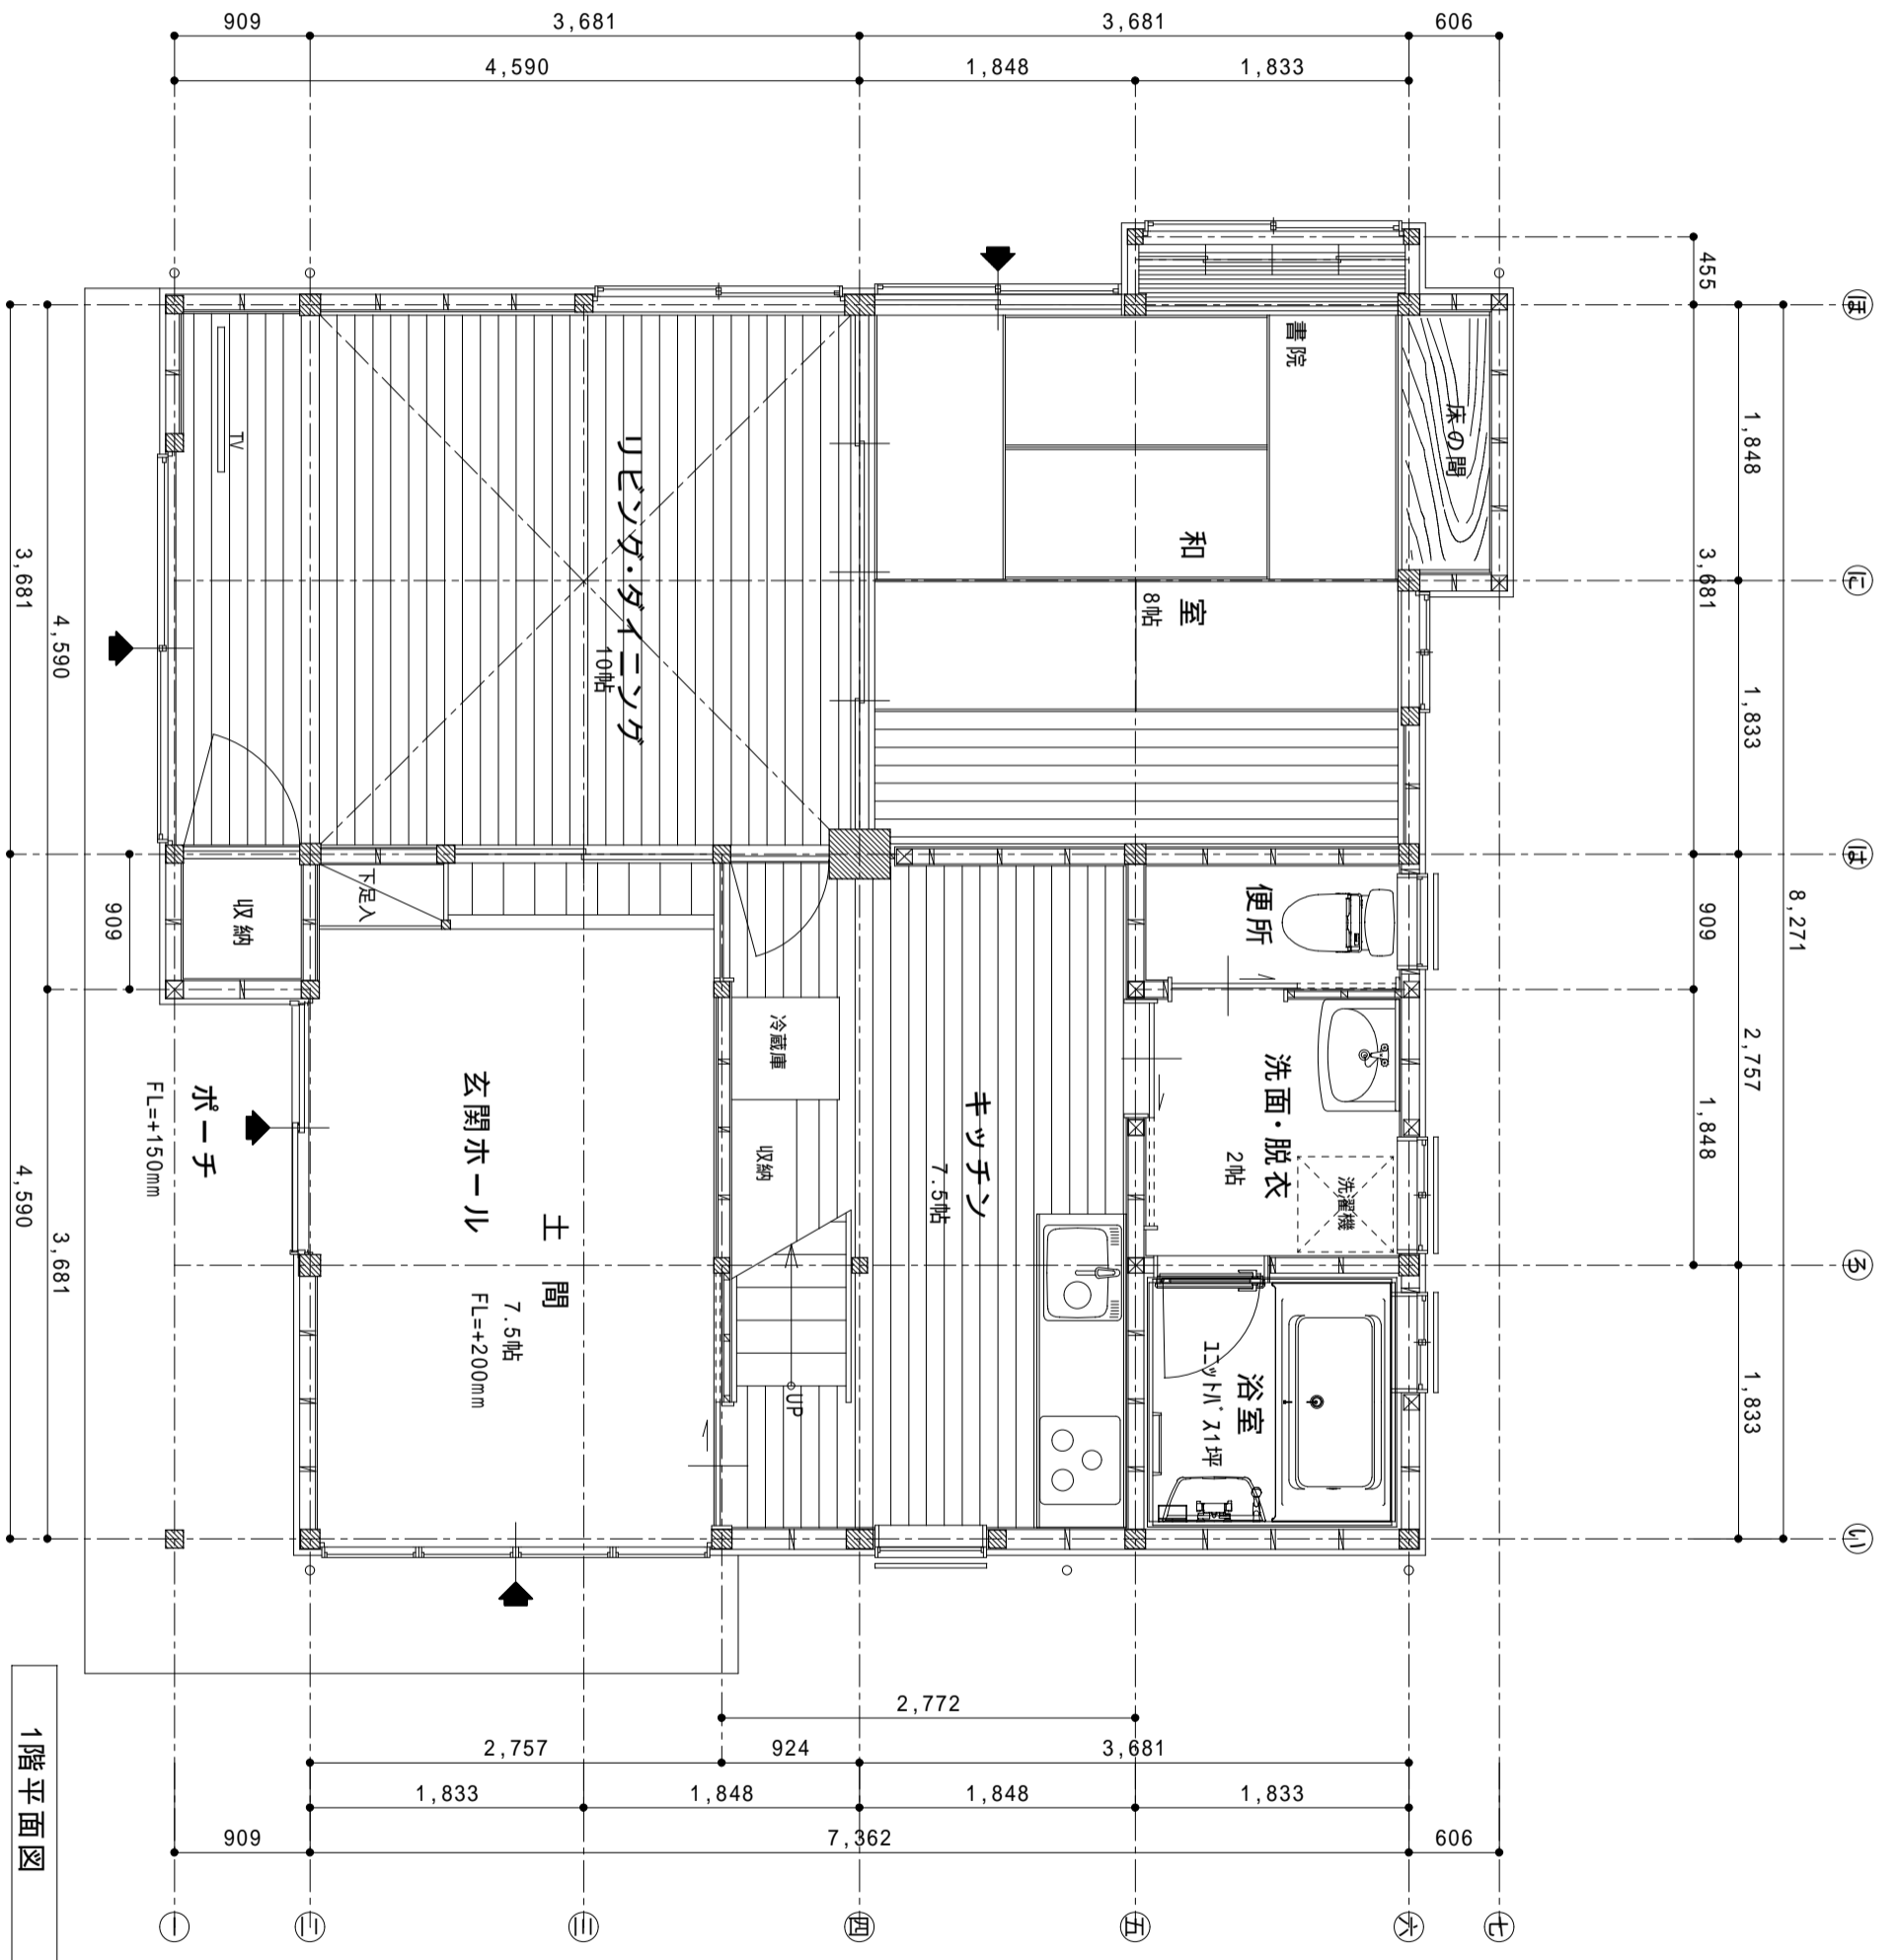 909
3,681
3,681
606
4,590
1,848
1,833
455
1,848
3,681
1,833
8,271
909
2,757
1,848
1,833
ほ
に
は
ろ
い
書院
床の間
和室
8帖
TV
リビング・ダイニング
10帖
3,681
4,590
909
4,590
3,681
収納
下足入
便所
冷蔵庫
洗面・脱衣
2帖
洗濯機
ポーチ
FL=+150mm
玄関ホール
土間
7.5帖
FL=+200mm
収納
UP
キッチン
7.5帖
浴室
ユニットバス1坪
2,772
2,757
924
3,681
1,833
1,848
1,848
1,833
909
7,362
606
一
二
三
四
五
六
七
1階平面図